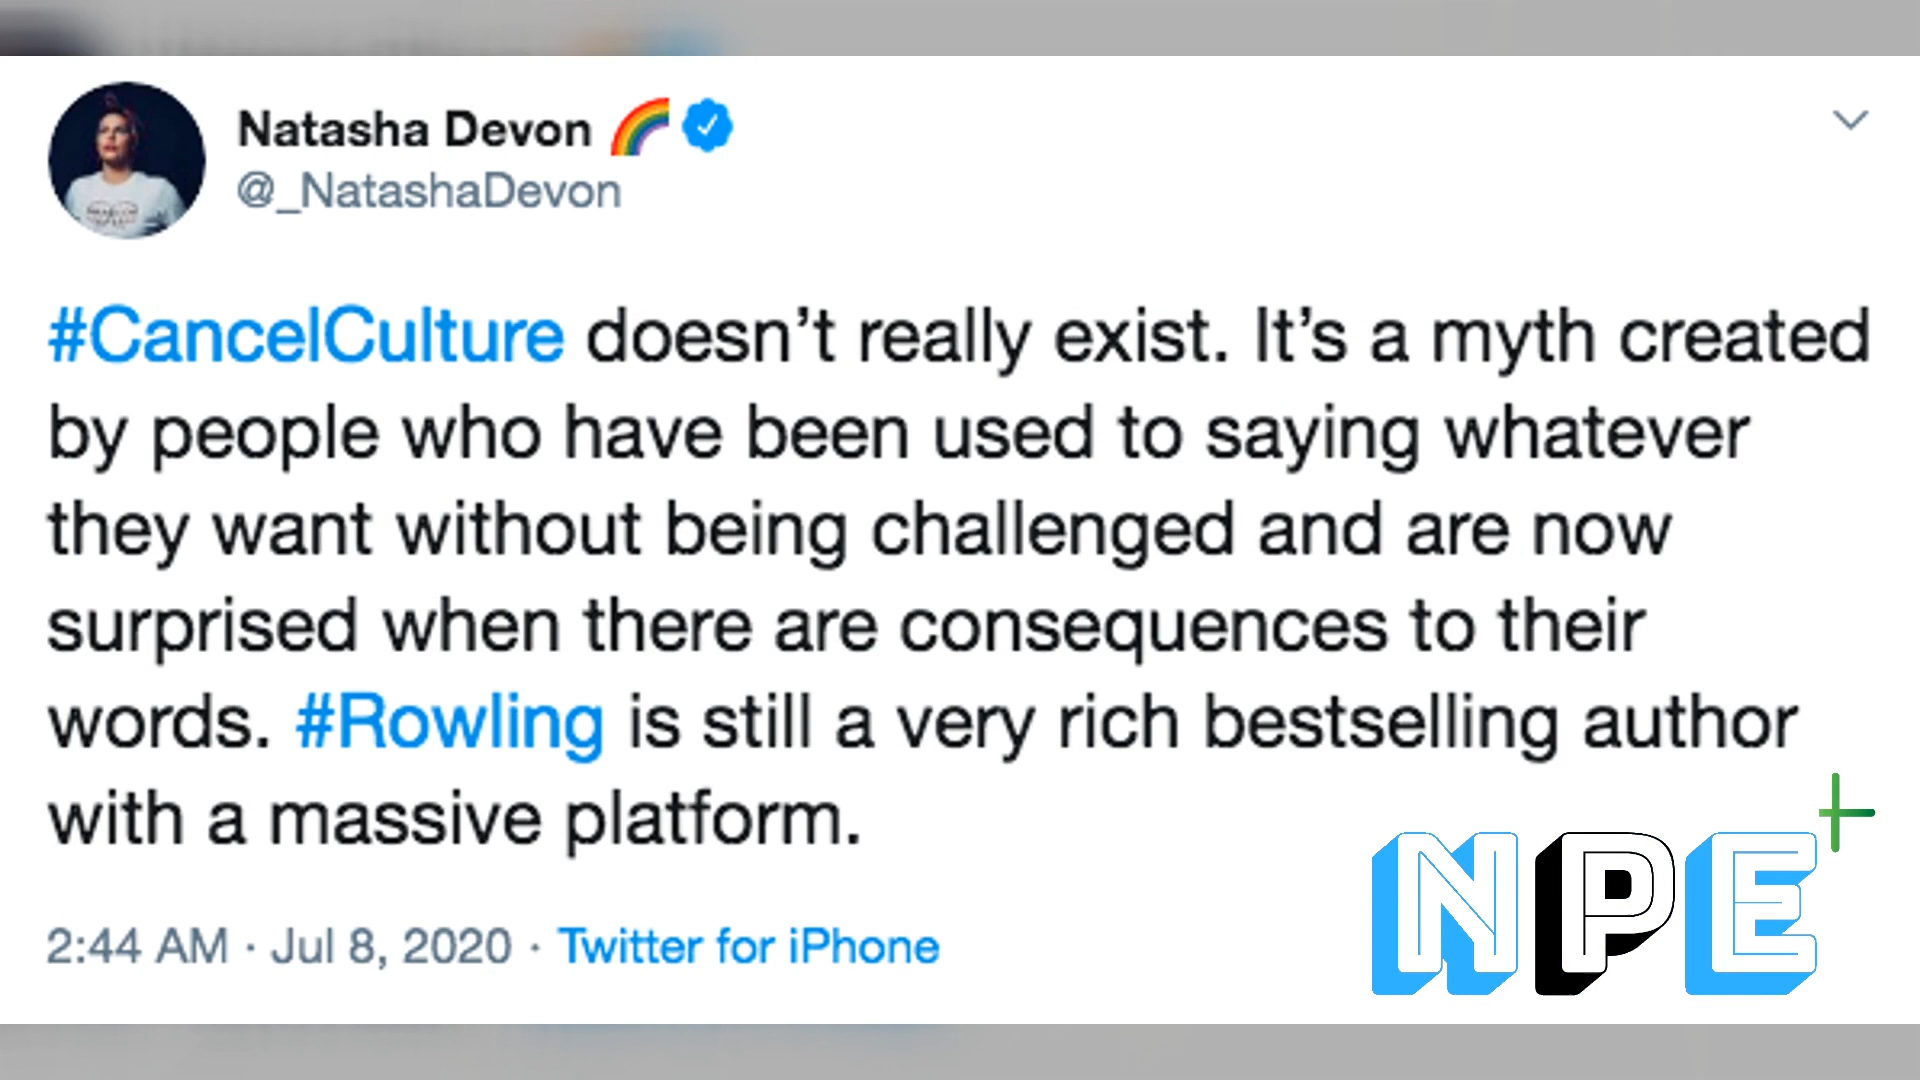 Natasha Devon 🌈
@_NatashaDevon
#CancelCulture doesn’t really exist. It’s a myth created
by people who have been used to saying whatever
they want without being challenged and are now
surprised when there are consequences to their
words. #Rowling is still a very rich bestselling author
with a massive platform.
2:44 AM · Jul 8, 2020 · Twitter for iPhone
NPE+